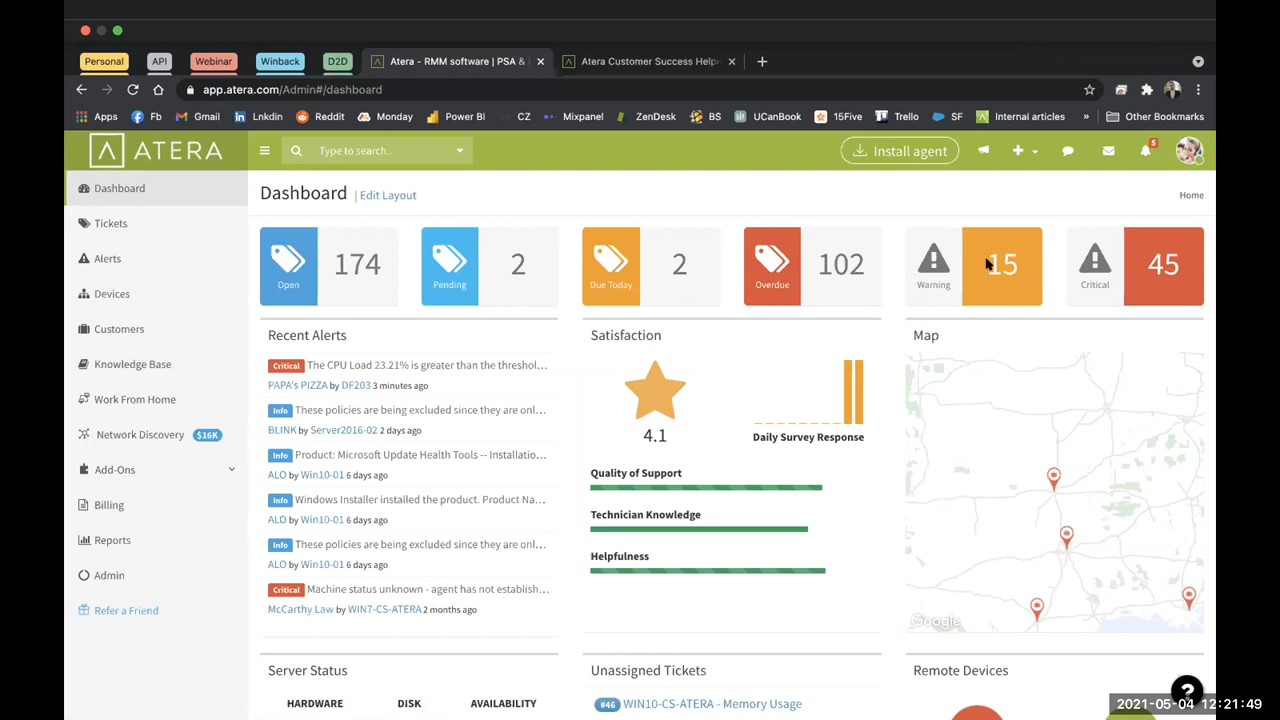 Personal
API
Webinar
Winback
D2D
Atera - RMM software | PSA &
Atera Customer Success Help
app.atera.com/Admin#/dashboard
Apps
Fb
Gmail
Lnkdin
Reddit
Monday
Power BI
CZ
Mixpanel
ZenDesk
BS
UCanBook
15Five
Trello
SF
Internal articles
»
Other Bookmarks
ATERA
Type to search..
Install agent
5
Dashboard
Tickets
Alerts
Devices
Customers
Knowledge Base
Work From Home
Network Discovery $16K
Add-Ons
Billing
Reports
Admin
Refer a Friend
Dashboard | Edit Layout
Home
Open
174
Pending
2
Due Today
2
Overdue
102
Warning
15
Critical
45
Recent Alerts
Critical The CPU Load 23.21% is greater than the threshol...
PAPA's PIZZA by DF203 3 minutes ago
Info These policies are being excluded since they are onl...
BLINK by Server2016-02 2 days ago
Info Product: Microsoft Update Health Tools -- Installatio...
ALO by Win10-01 6 days ago
Info Windows Installer installed the product. Product Na...
ALO by Win10-01 6 days ago
Info These policies are being excluded since they are onl...
ALO by Win10-01 6 days ago
Critical Machine status unknown - agent has not establish...
McCarthy Law by WIN7-CS-ATERA 2 months ago
Satisfaction
4.1
Daily Survey Response
Quality of Support
Technician Knowledge
Helpfulness
Map
Google
Server Status
HARDWARE
DISK
AVAILABILITY
Unassigned Tickets
#46 WIN10-CS-ATERA - Memory Usage
Remote Devices
?
2021-05-04 12:21:49